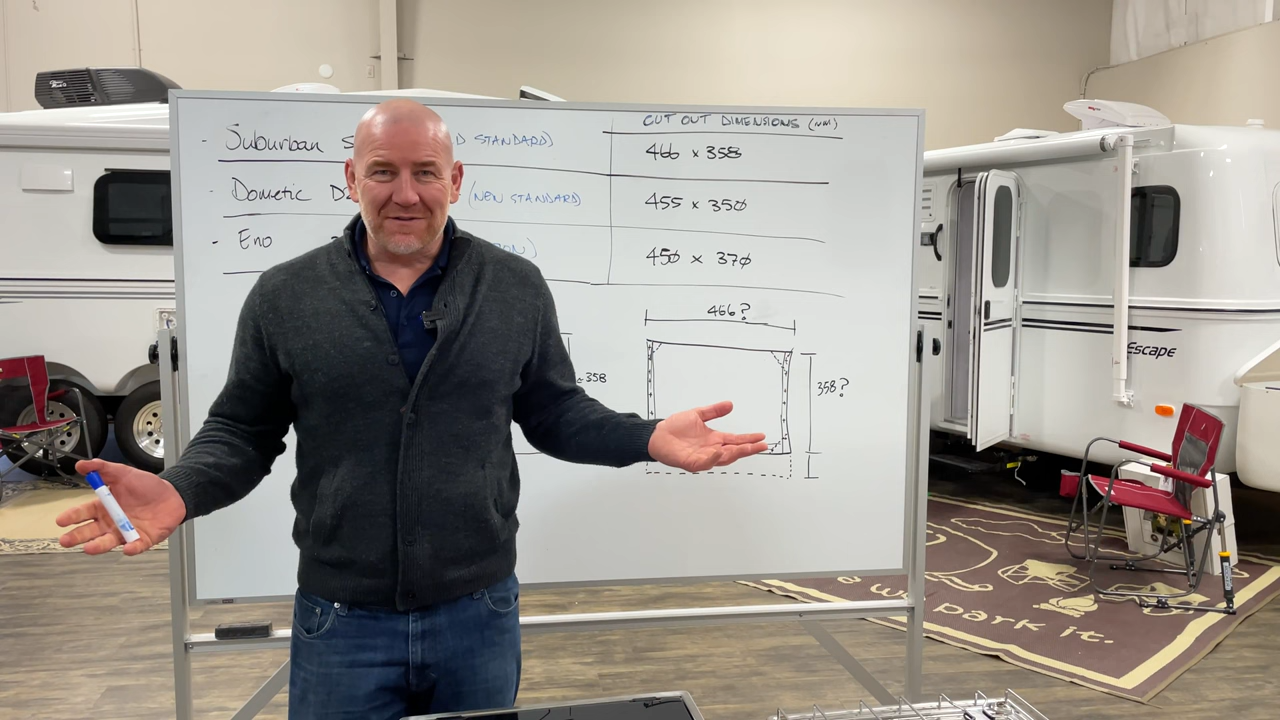 CUT OUT DIMENSIONS (MM)
- Suburban S D STANDARD) 466 x 358
- Dometic D (NEW STANDARD) 455 x 350
- Eno 450 x 370
466?
358
358?
Escape
we park it.